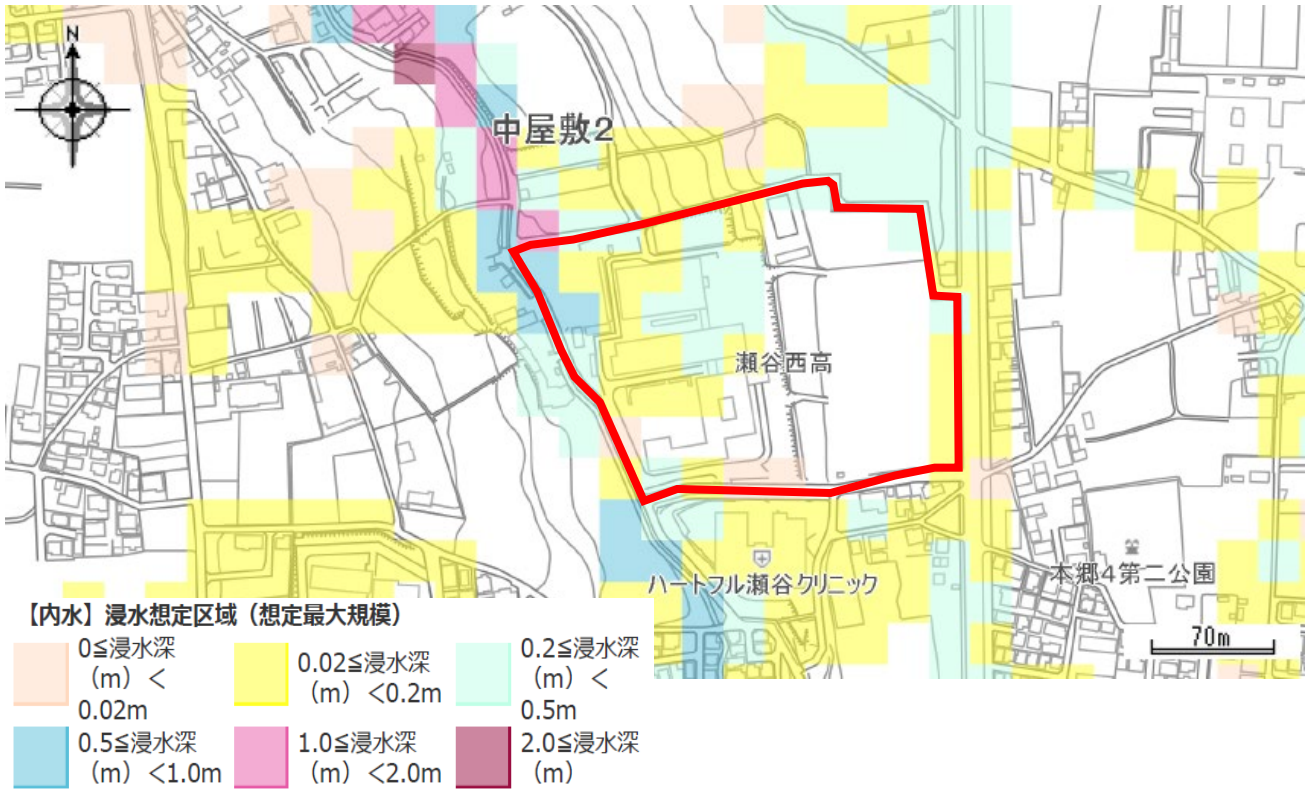 N
中屋敷2
瀬谷西高
ハートフル瀬谷クリニック
本郷4第二公園
70m
【内水】浸水想定区域（想定最大規模）
0≦浸水深
（m）＜
0.02m
0.02≦浸水深
（m）＜0.2m
0.2≦浸水深
（m）＜
0.5m
0.5≦浸水深
（m）＜1.0m
1.0≦浸水深
（m）＜2.0m
2.0≦浸水深
（m）